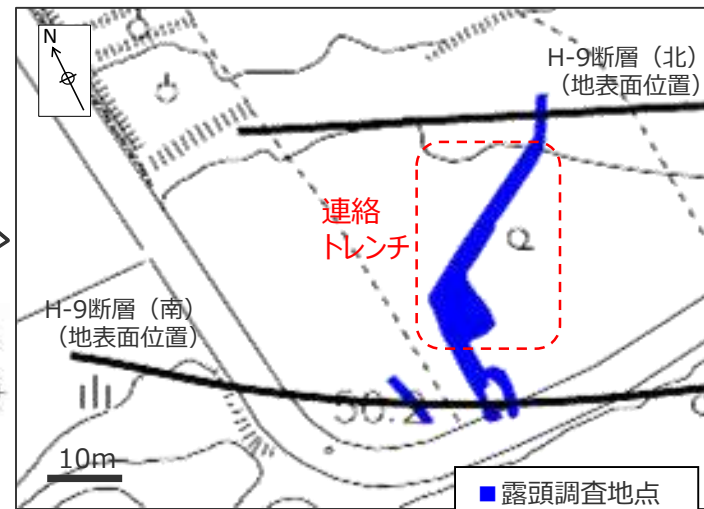 N
H-9断層（北）
（地表面位置）
連絡
トレンチ
H-9断層（南）
（地表面位置）
50.2
10m
■露頭調査地点